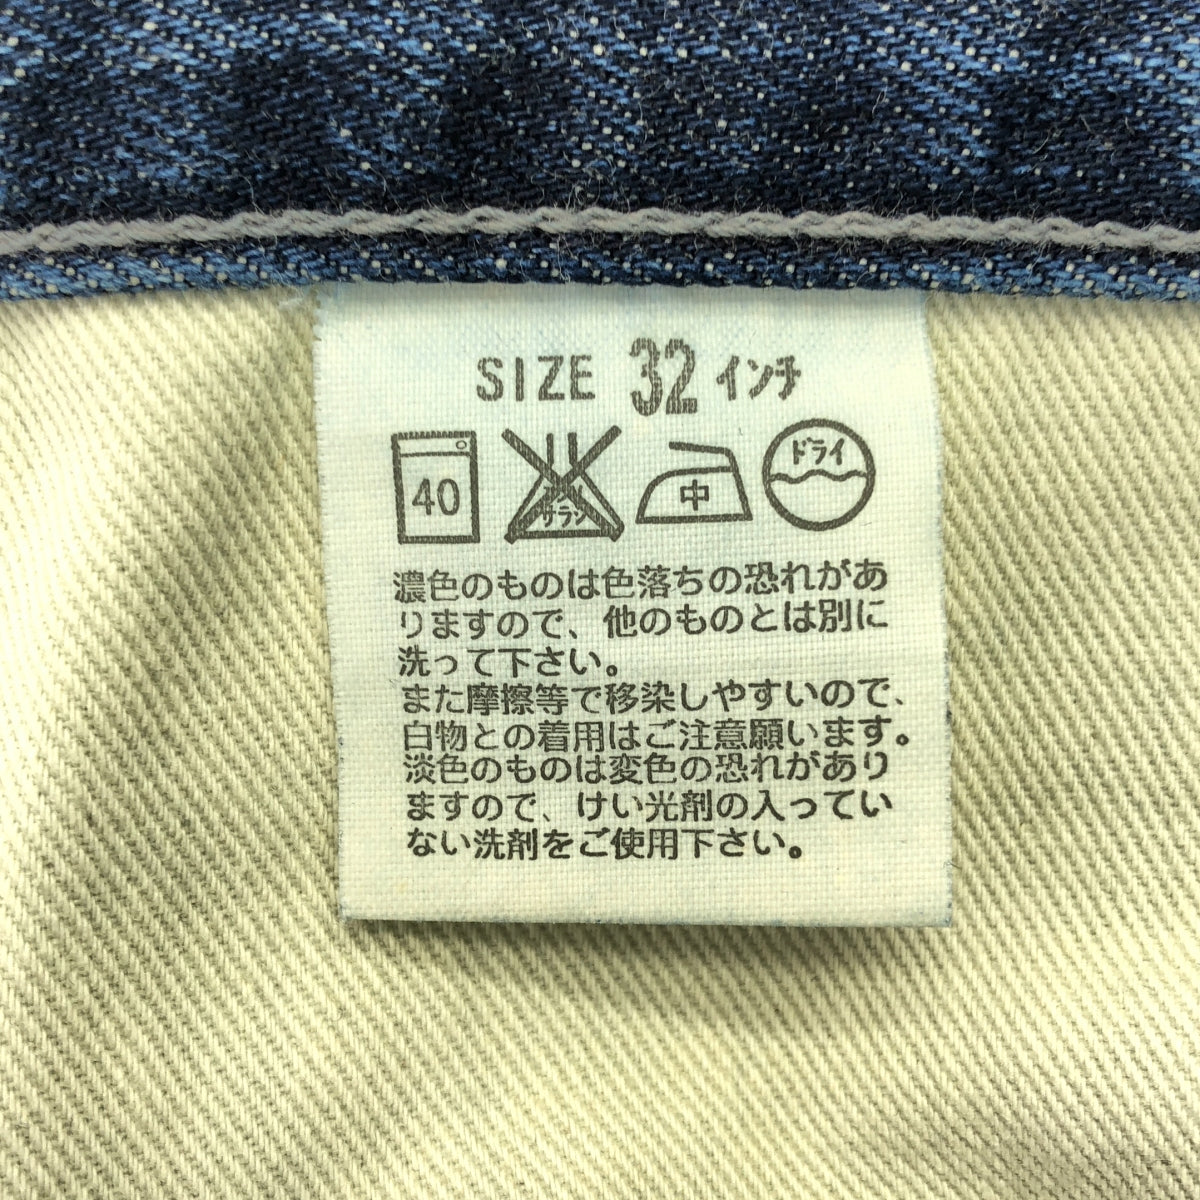 SIZE 32 インチ
40 エンソ サラシ 中 ドライ
濃色のものは色落ちの恐れがあ
りますので、他のものとは別に
洗って下さい。
また摩擦等で移染しやすいので、
白物との着用はご注意願います。
淡色のものは変色の恐れがあり
ますので、けい光剤の入ってい
ない洗剤をご使用下さい。